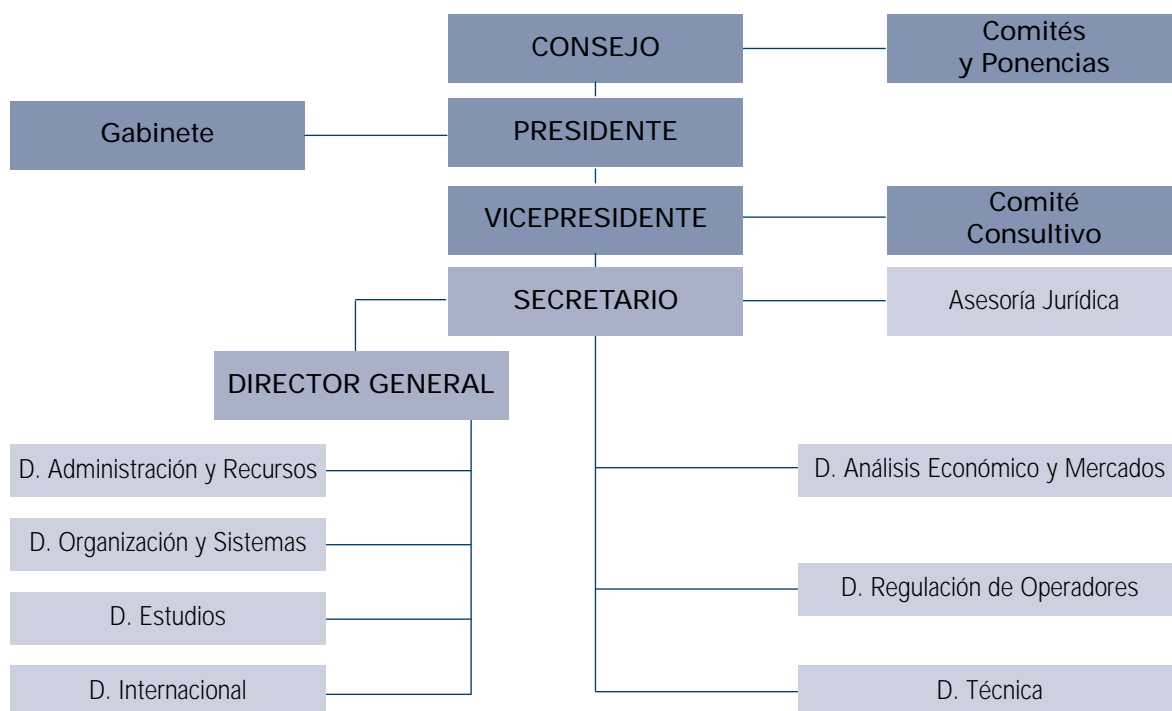 CONSEJO
Comités
y Ponencias
Gabinete
PRESIDENTE
VICEPRESIDENTE
Comité
Consultivo
SECRETARIO
Asesoría Jurídica
DIRECTOR GENERAL
D. Administración y Recursos
D. Análisis Económico y Mercados
D. Organización y Sistemas
D. Regulación de Operadores
D. Estudios
D. Internacional
D. Técnica